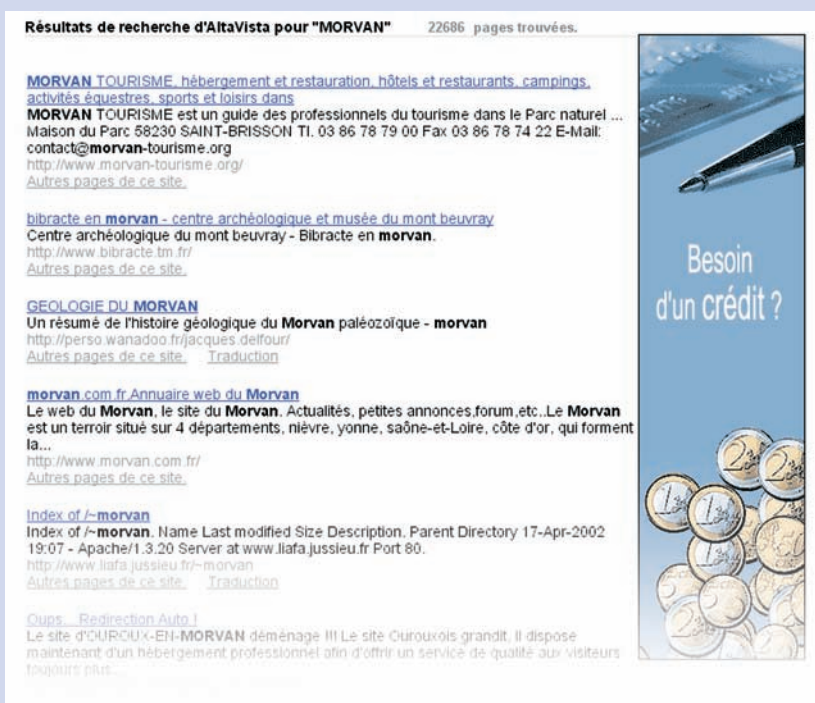 Résultats de recherche d'AltaVista pour "MORVAN" 22686 pages trouvées.
MORVAN TOURISME, hébergement et restauration, hôtels et restaurants, campings,
activités équestres, sports et loisirs dans
MORVAN TOURISME est un guide des professionnels du tourisme dans le Parc naturel ...
Maison du Parc 58230 SAINT-BRISSON Tl. 03 86 78 79 00 Fax 03 86 78 74 22 E-Mail:
contact@morvan-tourisme.org
http://www.morvan-tourisme.org/
Autres pages de ce site.
bibracte en morvan - centre archéologique et musée du mont beuvray
Centre archéologique du mont beuvray - Bibracte en morvan.
http://www.bibracte.tm.fr/
Autres pages de ce site.
GEOLOGIE DU MORVAN
Un résumé de l'histoire géologique du Morvan paléozoïque - morvan
http://perso.wanadoo.fr/jacques.delfour/
Autres pages de ce site. Traduction
morvan.com.fr,Annuaire web du Morvan
Le web du Morvan, le site du Morvan. Actualités, petites annonces,forum,etc..Le Morvan
est un terroir situé sur 4 départements, nièvre, yonne, saône-et-Loire, côte d'or, qui forment
la...
http://www.morvan.com.fr/
Autres pages de ce site.
Index of /~morvan
Index of /~morvan. Name Last modified Size Description. Parent Directory 17-Apr-2002
19:07 - Apache/1.3.20 Server at www.liafa.jussieu.fr Port 80.
http://www.liafa.jussieu.fr/~morvan
Autres pages de ce site. Traduction
Oups... Redirection Auto !
Le site d'OUROUX-EN-MORVAN déménage !!! Le site Ourouxois grandit, il dispose
maintenant d'un hébergement professionnel afin d'offrir un service de qualité aux visiteurs
toujours plus...
Besoin
d'un crédit ?